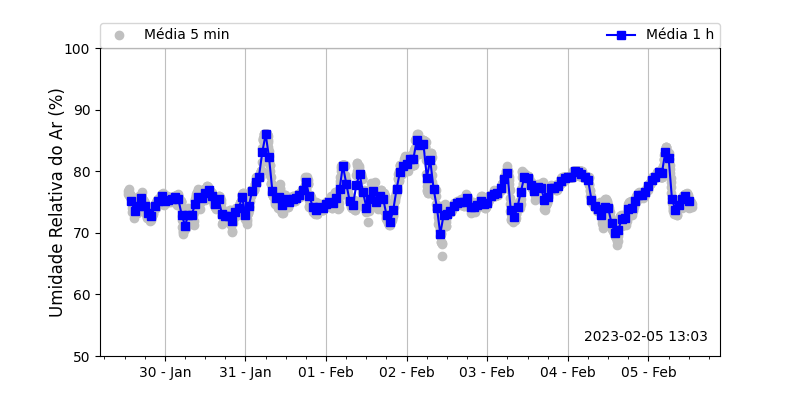 Média 5 min
Média 1 h
Umidade Relativa do Ar (%)
100
90
80
70
60
50
2023-02-05 13:03
30 - Jan
31 - Jan
01 - Feb
02 - Feb
03 - Feb
04 - Feb
05 - Feb